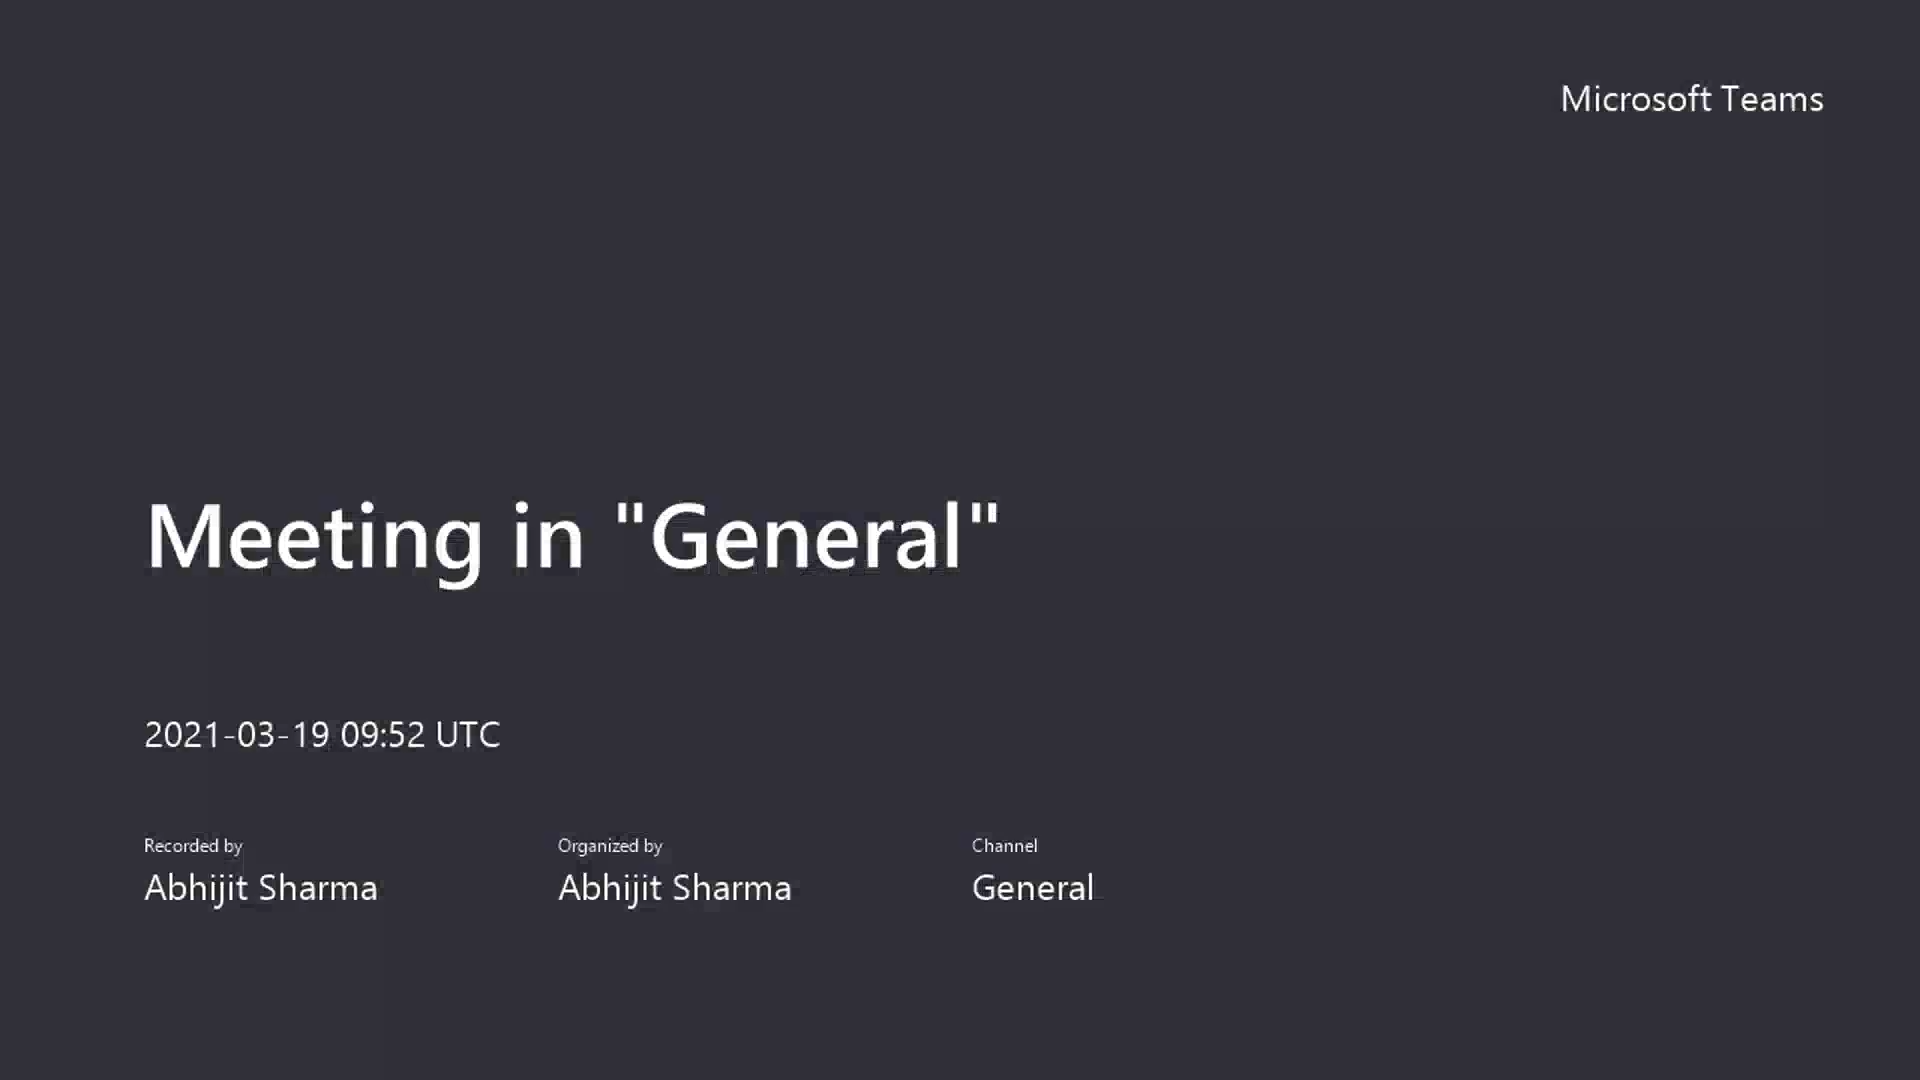 Microsoft Teams
Meeting in "General"
2021-03-19 09:52 UTC
Recorded by
Abhijit Sharma
Organized by
Abhijit Sharma
Channel
General